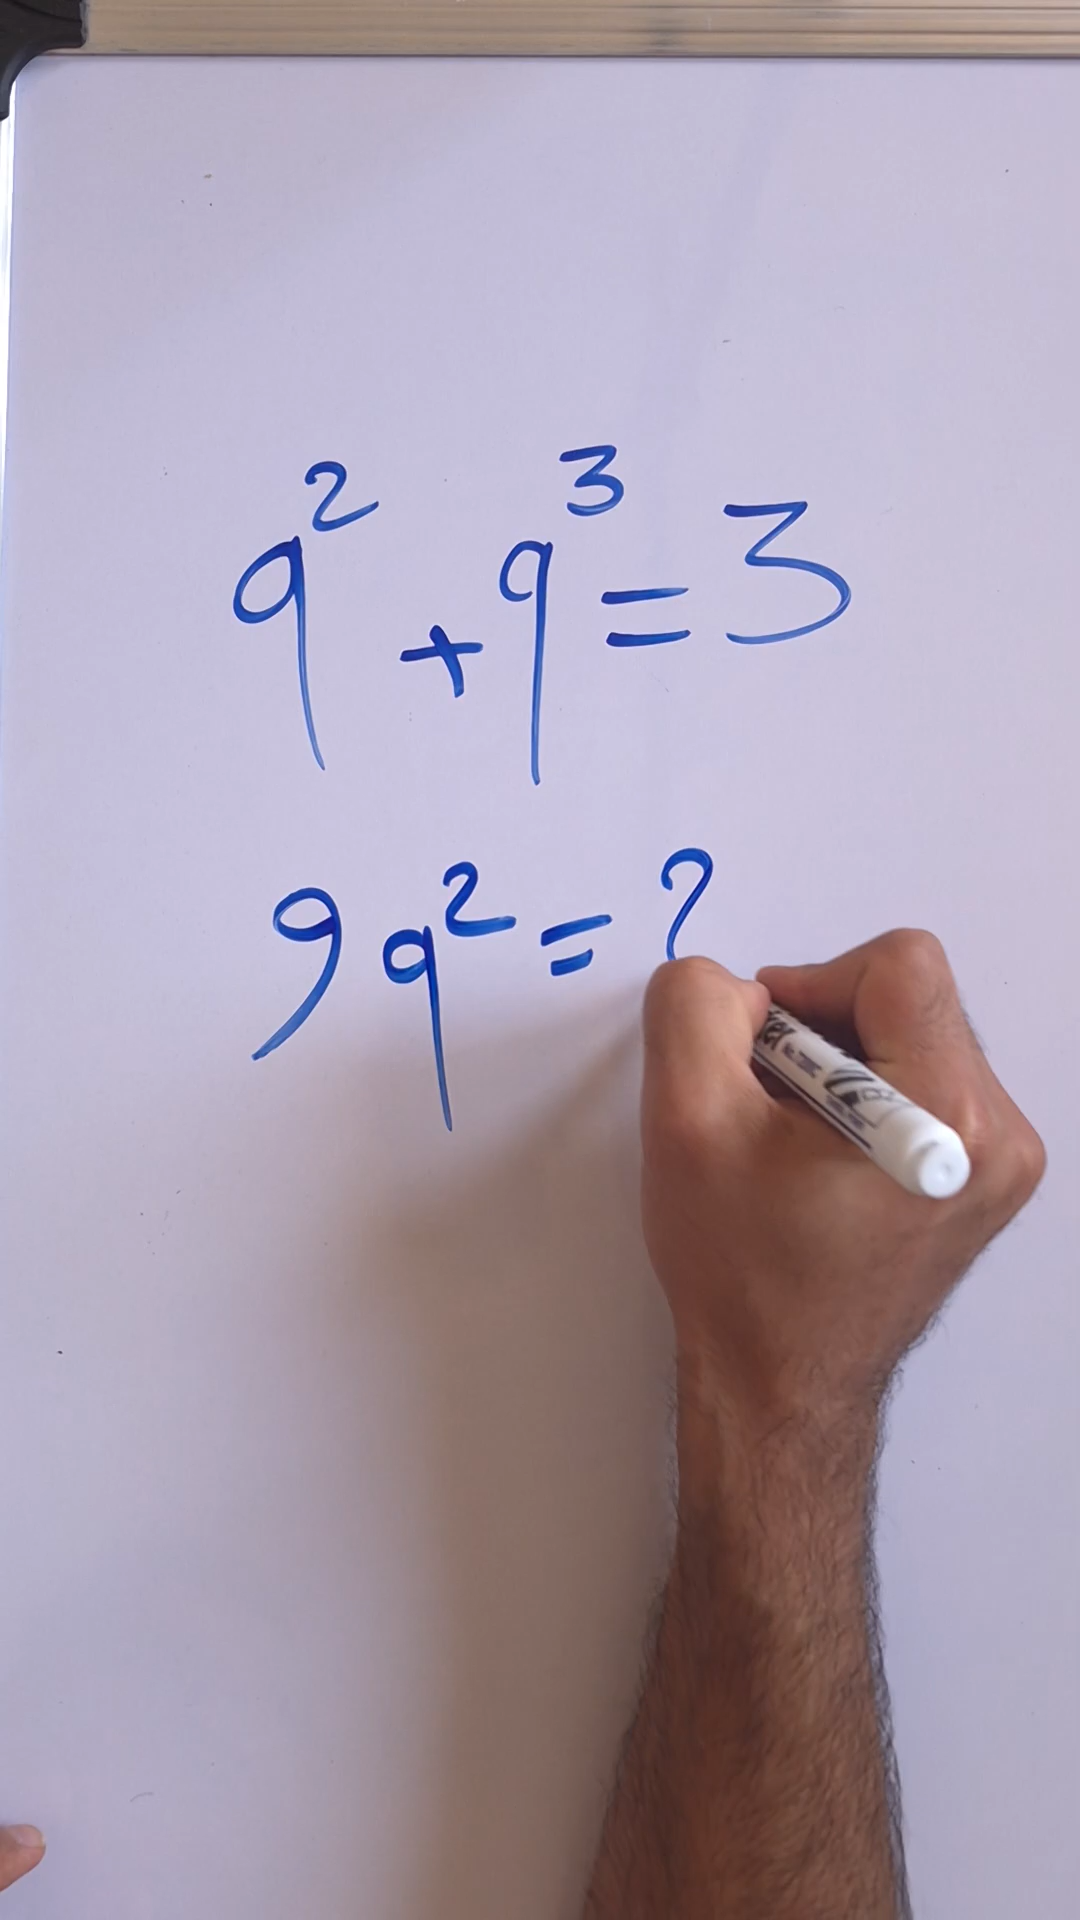 q² + q³ = 3
9q² = ?